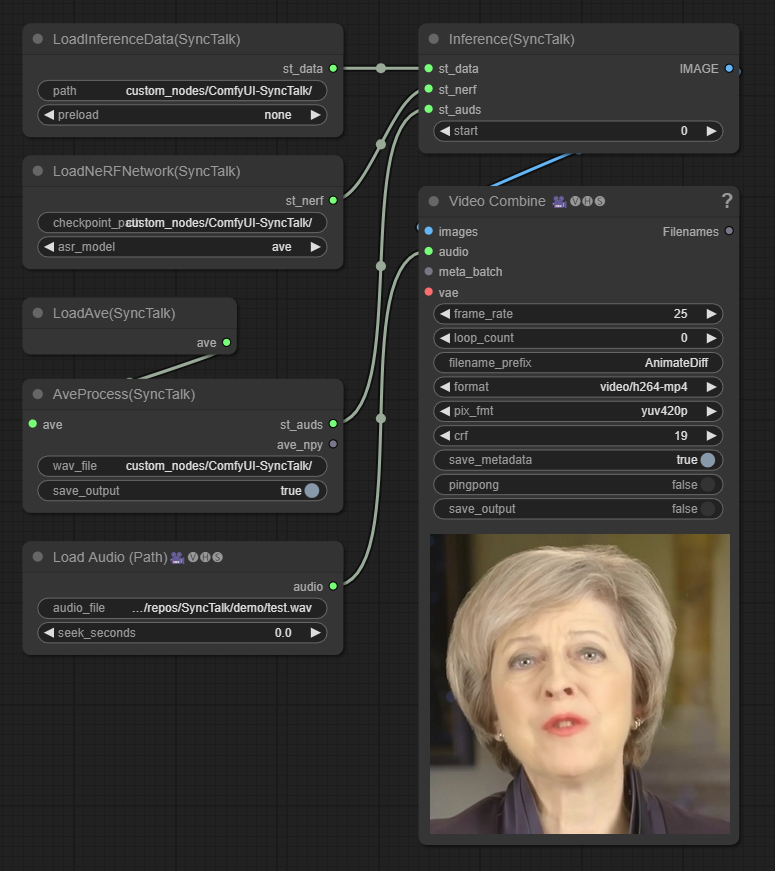 LoadInferenceData(SyncTalk)
st_data
path custom_nodes/ComfyUI-SyncTalk/
preload none
LoadNeRFNetwork(SyncTalk)
st_nerf
custom_nodes/ComfyUI-SyncTalk/
asr_model ave
LoadAve(SyncTalk)
ave
AveProcess(SyncTalk)
ave st_auds
ave_npy
wav_file custom_nodes/ComfyUI-SyncTalk/
save_output true
Load Audio (Path) VHS
audio
audio_file .../repos/SyncTalk/demo/test.wav
seek_seconds 0.0
Inference(SyncTalk)
st_data IMAGE
st_nerf
st_auds
start 0
Video Combine VHS ?
images Filenames
audio
meta_batch
vae
frame_rate 25
loop_count 0
filename_prefix AnimateDiff
format video/h264-mp4
pix_fmt yuv420p
crf 19
save_metadata true
pingpong false
save_output false